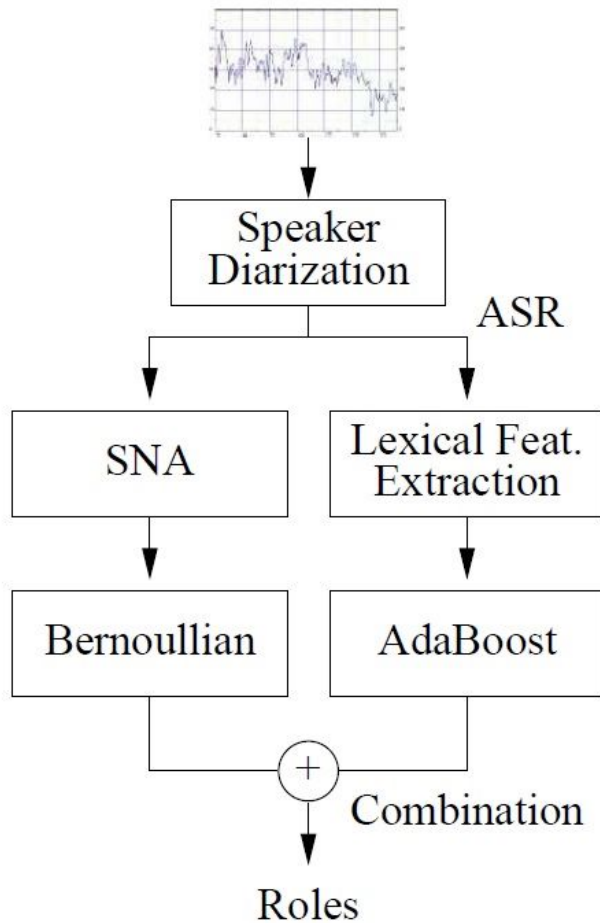 Speaker
Diarization
ASR
SNA
Lexical Feat.
Extraction
Bernoullian
AdaBoost
+
Combination
Roles